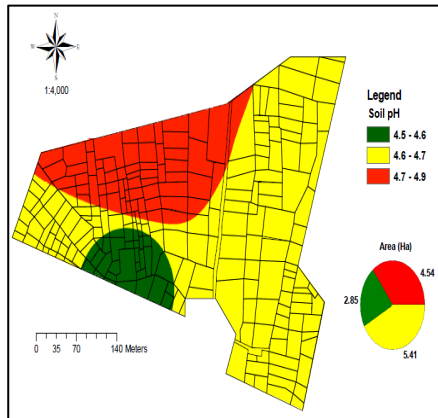 N
W E
S
1:4,000
Legend
Soil pH
4.5 - 4.6
4.6 - 4.7
4.7 - 4.9
Area (Ha)
4.54
2.85
5.41
0 35 70 140 Meters